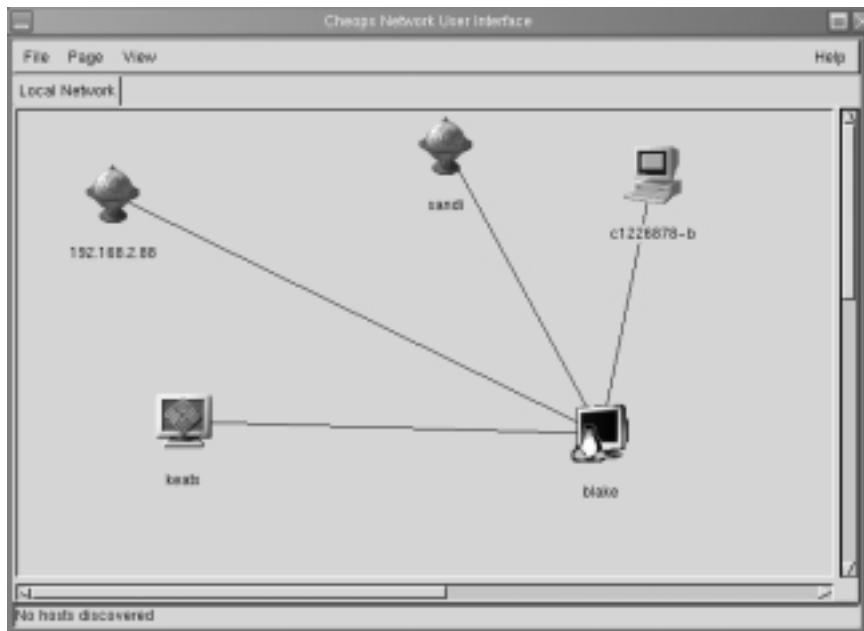 Cheops Network User Interface
File Page View Help
Local Network
sandi
c1226878-b
192.168.2.88
keats
blake
No hosts discovered